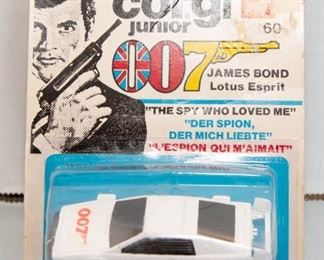 corgi
junior 60
007 JAMES BOND
Lotus Esprit
"THE SPY WHO LOVED ME"
"DER SPION,
DER MICH LIEBTE"
"L'ESPION QUI M'AIMAIT"
007